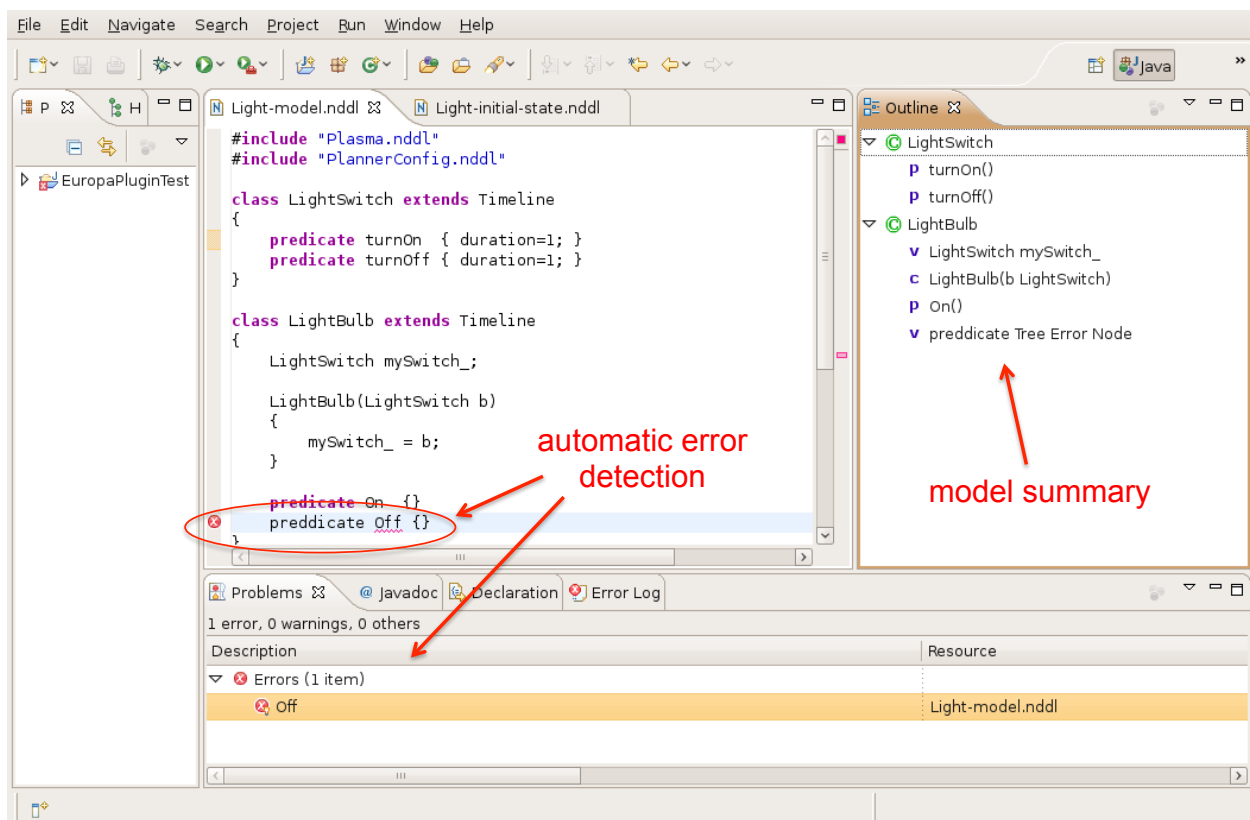 File Edit Navigate Search Project Run Window Help
Java »
P H
EuropaPluginTest
Light-model.nddl Light-initial-state.nddl
#include "Plasma.nddl"
#include "PlannerConfig.nddl"
class LightSwitch extends Timeline
{
predicate turnOn { duration=1; }
predicate turnOff { duration=1; }
}
class LightBulb extends Timeline
{
LightSwitch mySwitch_;
LightBulb(LightSwitch b)
{
mySwitch_ = b;
}
predicate On {}
preddicate Off {}
}
automatic error
detection
Outline
LightSwitch
P turnOn()
P turnOff()
LightBulb
v LightSwitch mySwitch_
c LightBulb(b LightSwitch)
P On()
v preddicate Tree Error Node
model summary
Problems @ Javadoc Declaration Error Log
1 error, 0 warnings, 0 others
Description Resource
Errors (1 item)
Off Light-model.nddl